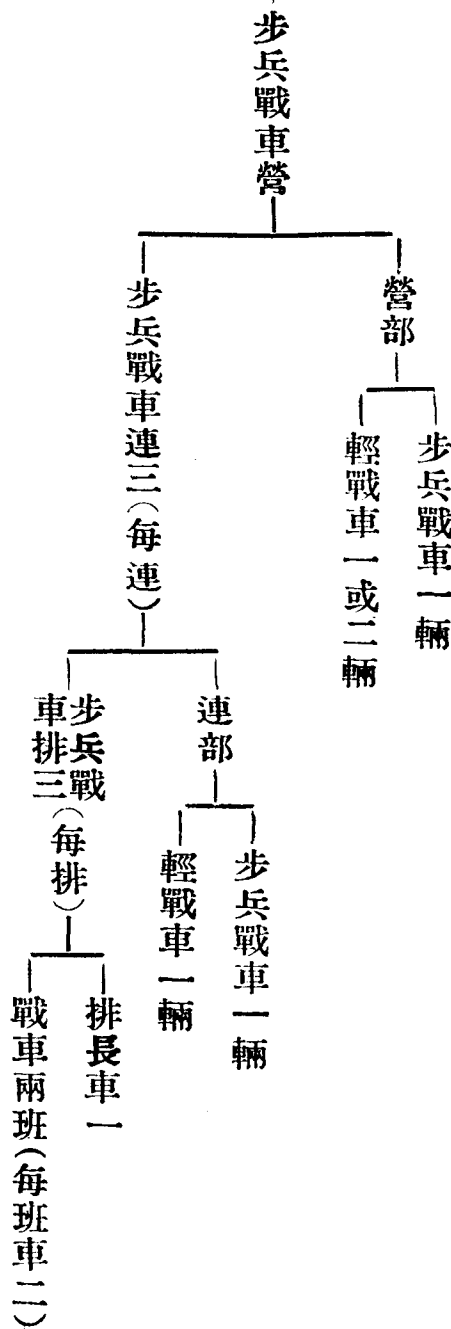 步兵戰車營
營部
步兵戰車一輛
輕戰車一或二輛
步兵戰車連三(每連)
連部
步兵戰車一輛
輕戰車一輛
步兵戰
車排三
(每排)
排長車一
戰車兩班(每班車二)